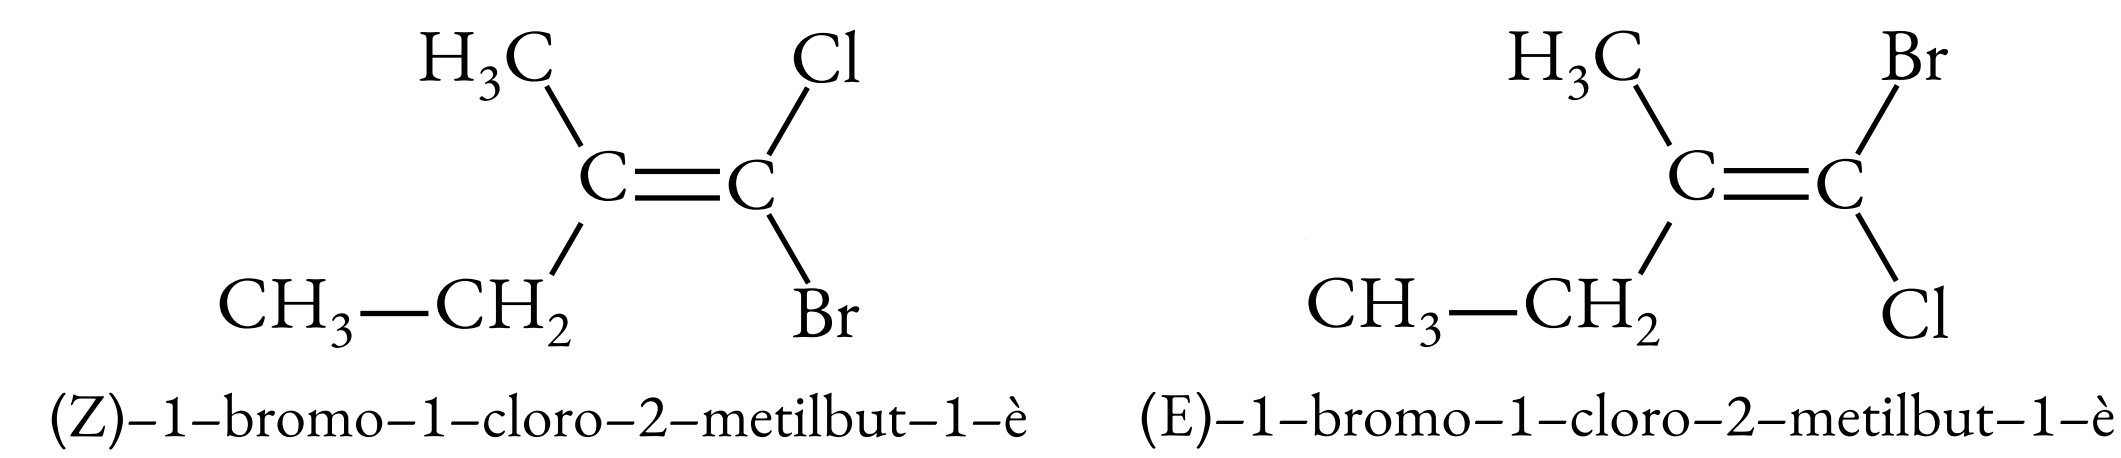 H₃C Cl
C C
CH₃ CH₂ Br
(Z)–1–bromo–1–cloro–2–metilbut–1–è
H₃C Br
C C
CH₃ CH₂ Cl
(E)–1–bromo–1–cloro–2–metilbut–1–è